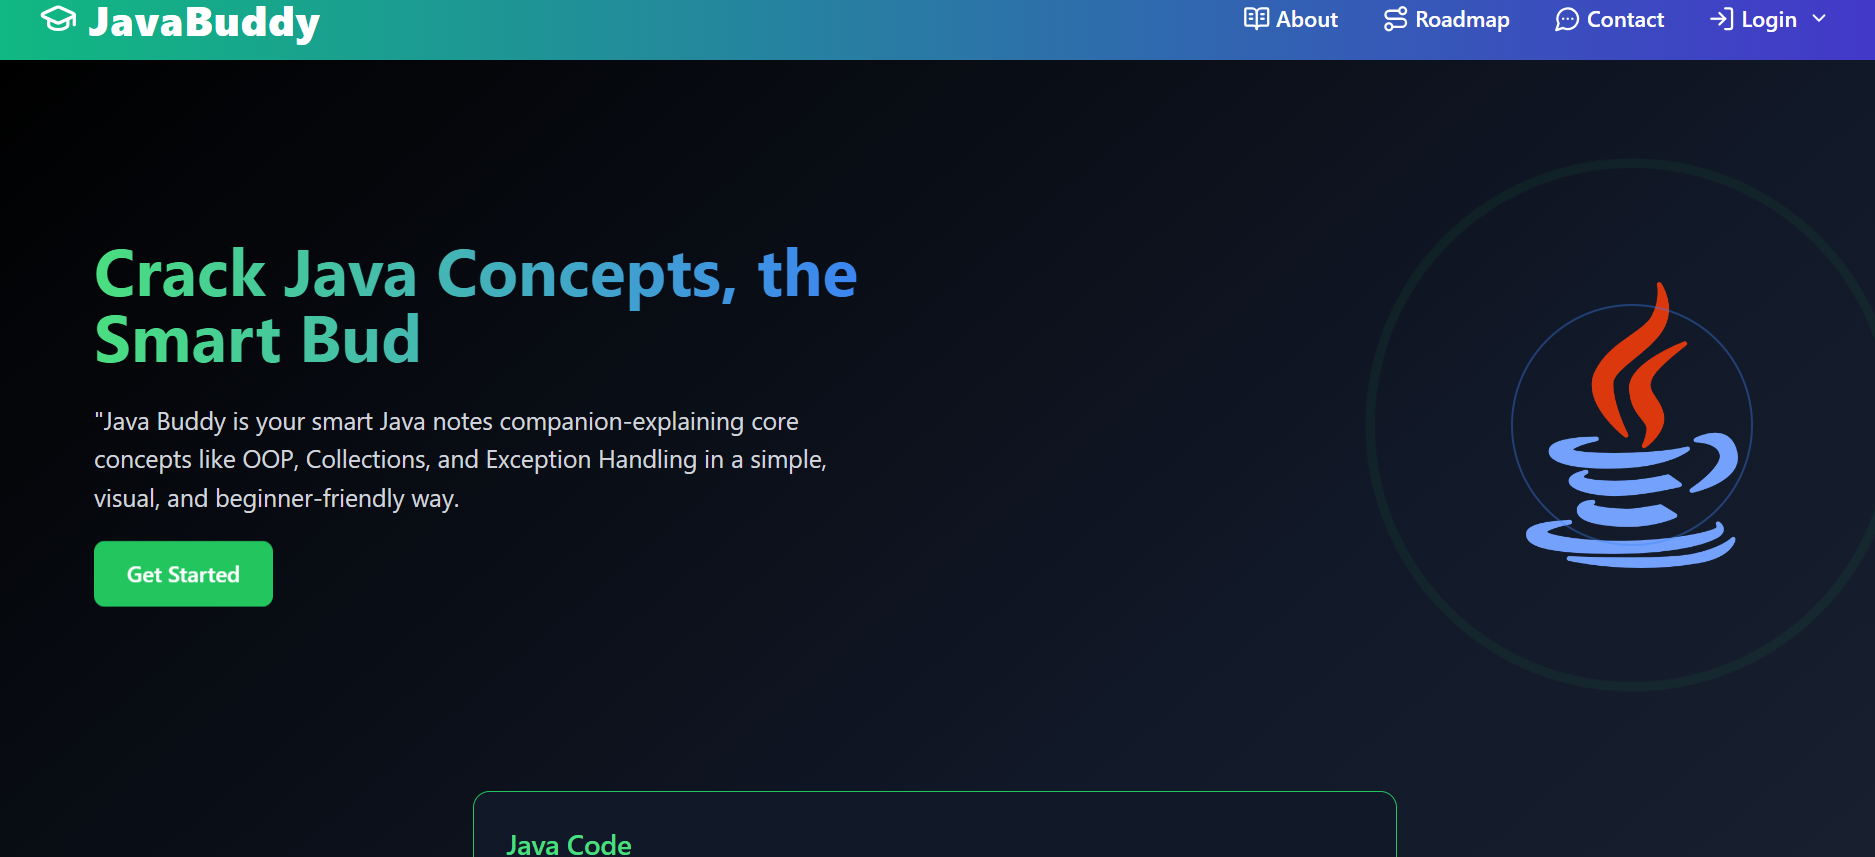 JavaBuddy
About
Roadmap
Contact
Login
Crack Java Concepts, the
Smart Bud
"Java Buddy is your smart Java notes companion-explaining core
concepts like OOP, Collections, and Exception Handling in a simple,
visual, and beginner-friendly way.
Get Started
Java Code